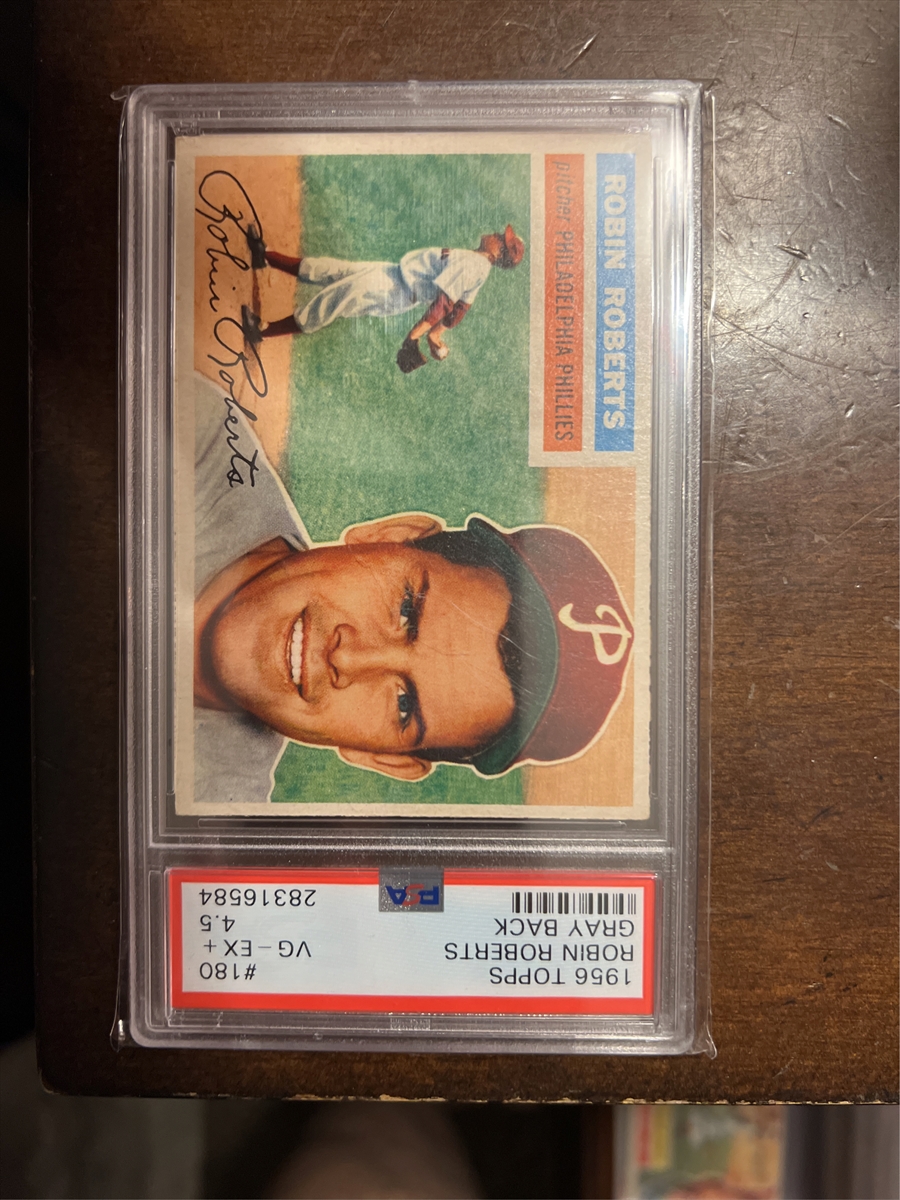 ROBIN ROBERTS
pitcher PHILADELPHIA PHILLIES
Robin Roberts
P
1956 TOPPS #180
ROBIN ROBERTS VG-EX +
GRAY BACK 4.5
PSA 28316584